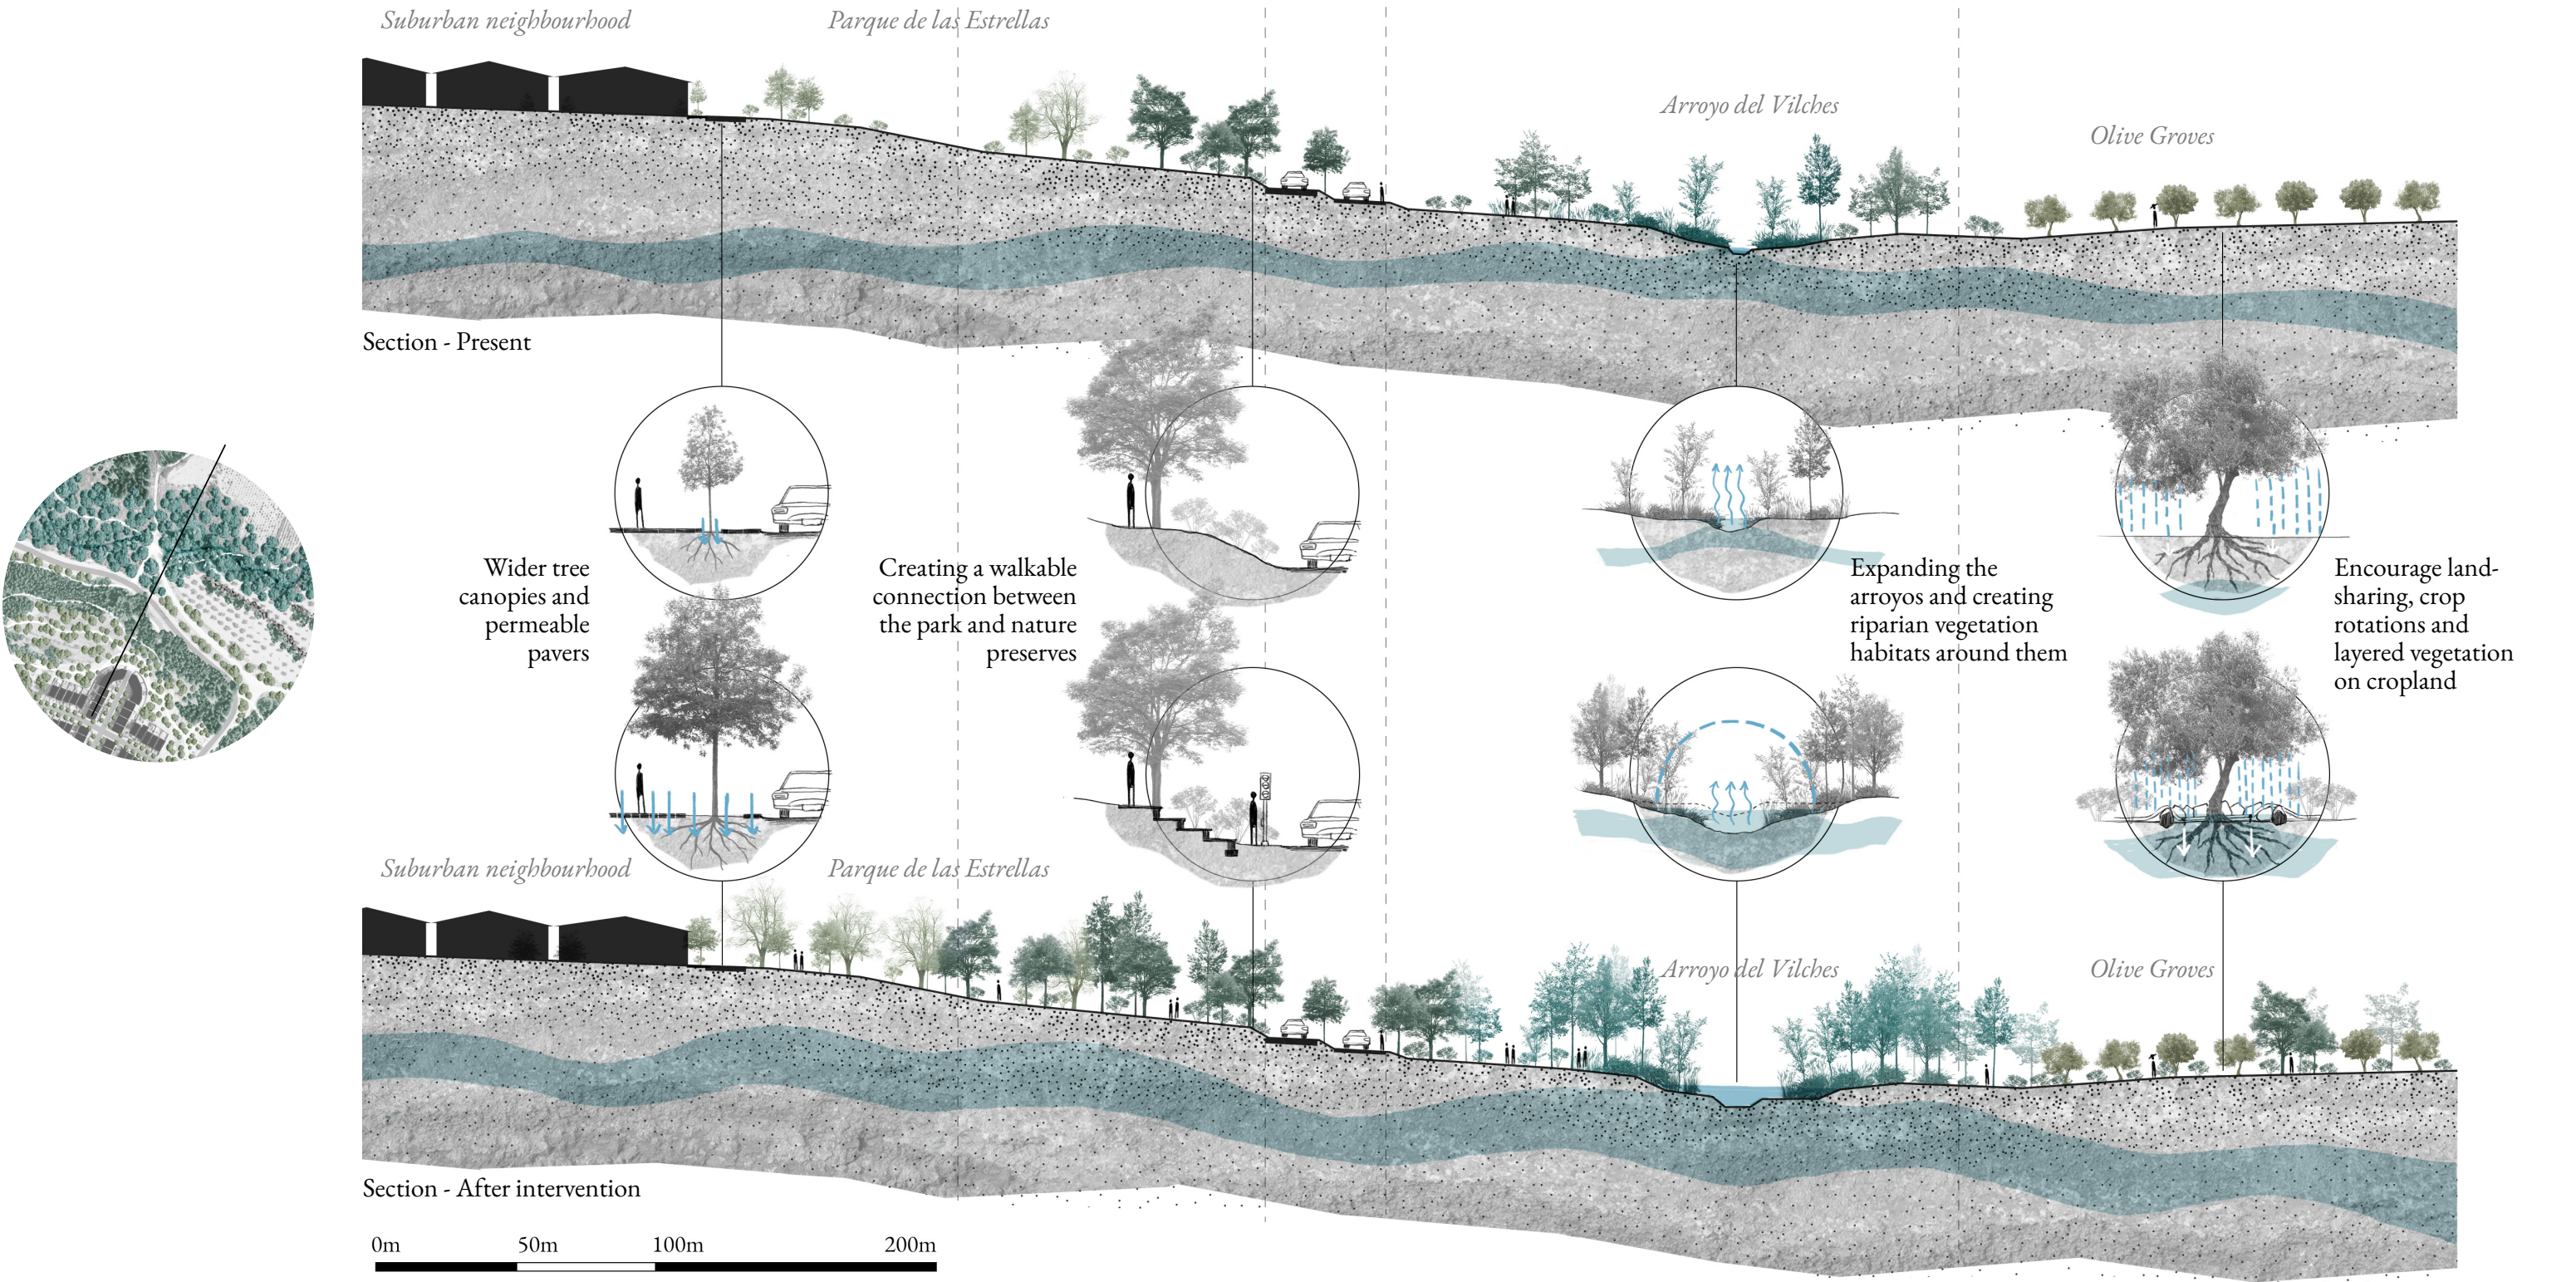 Suburban neighbourhood
Parque de las Estrellas
Arroyo del Vilches
Olive Groves
Section - Present
Wider tree
canopies and
permeable
pavers
Creating a walkable
connection between
the park and nature
preserves
Expanding the
arroyos and creating
riparian vegetation
habitats around them
Encourage land-
sharing, crop
rotations and
layered vegetation
on cropland
Suburban neighbourhood
Parque de las Estrellas
Arroyo del Vilches
Olive Groves
Section - After intervention
0m 50m 100m 200m